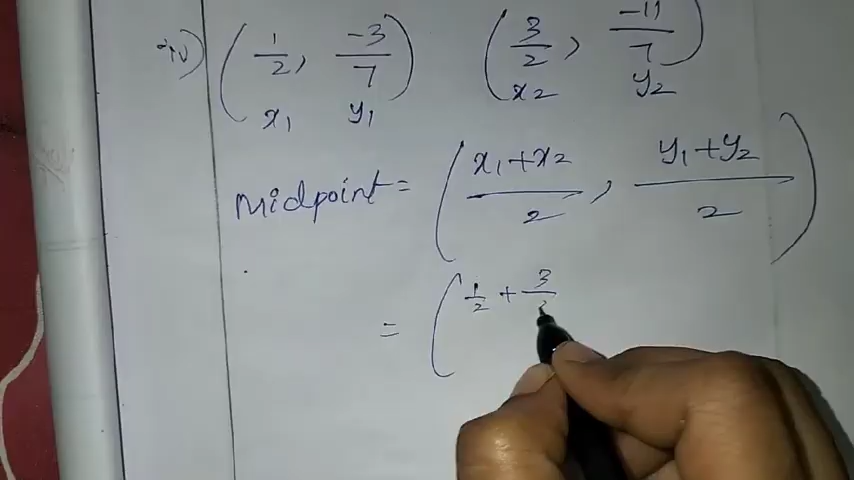 iv) (1/2, -3/7) (3/2, -11/7)
x1 y1 x2 y2
midpoint = (x1+x2/2, y1+y2/2)
= (1/2 + 3/